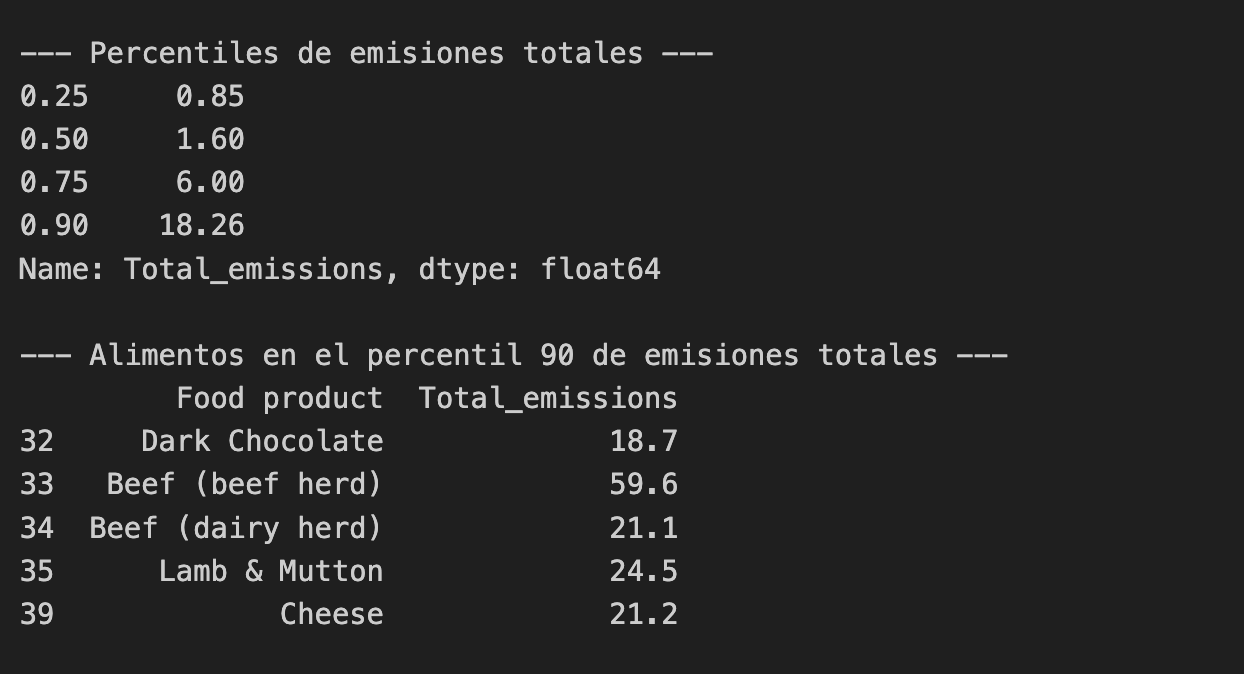 --- Percentiles de emisiones totales ---
0.25     0.85
0.50     1.60
0.75     6.00
0.90    18.26
Name: Total_emissions, dtype: float64
--- Alimentos en el percentil 90 de emisiones totales ---
         Food product  Total_emissions
32     Dark Chocolate             18.7
33   Beef (beef herd)             59.6
34  Beef (dairy herd)             21.1
35      Lamb & Mutton             24.5
39             Cheese             21.2